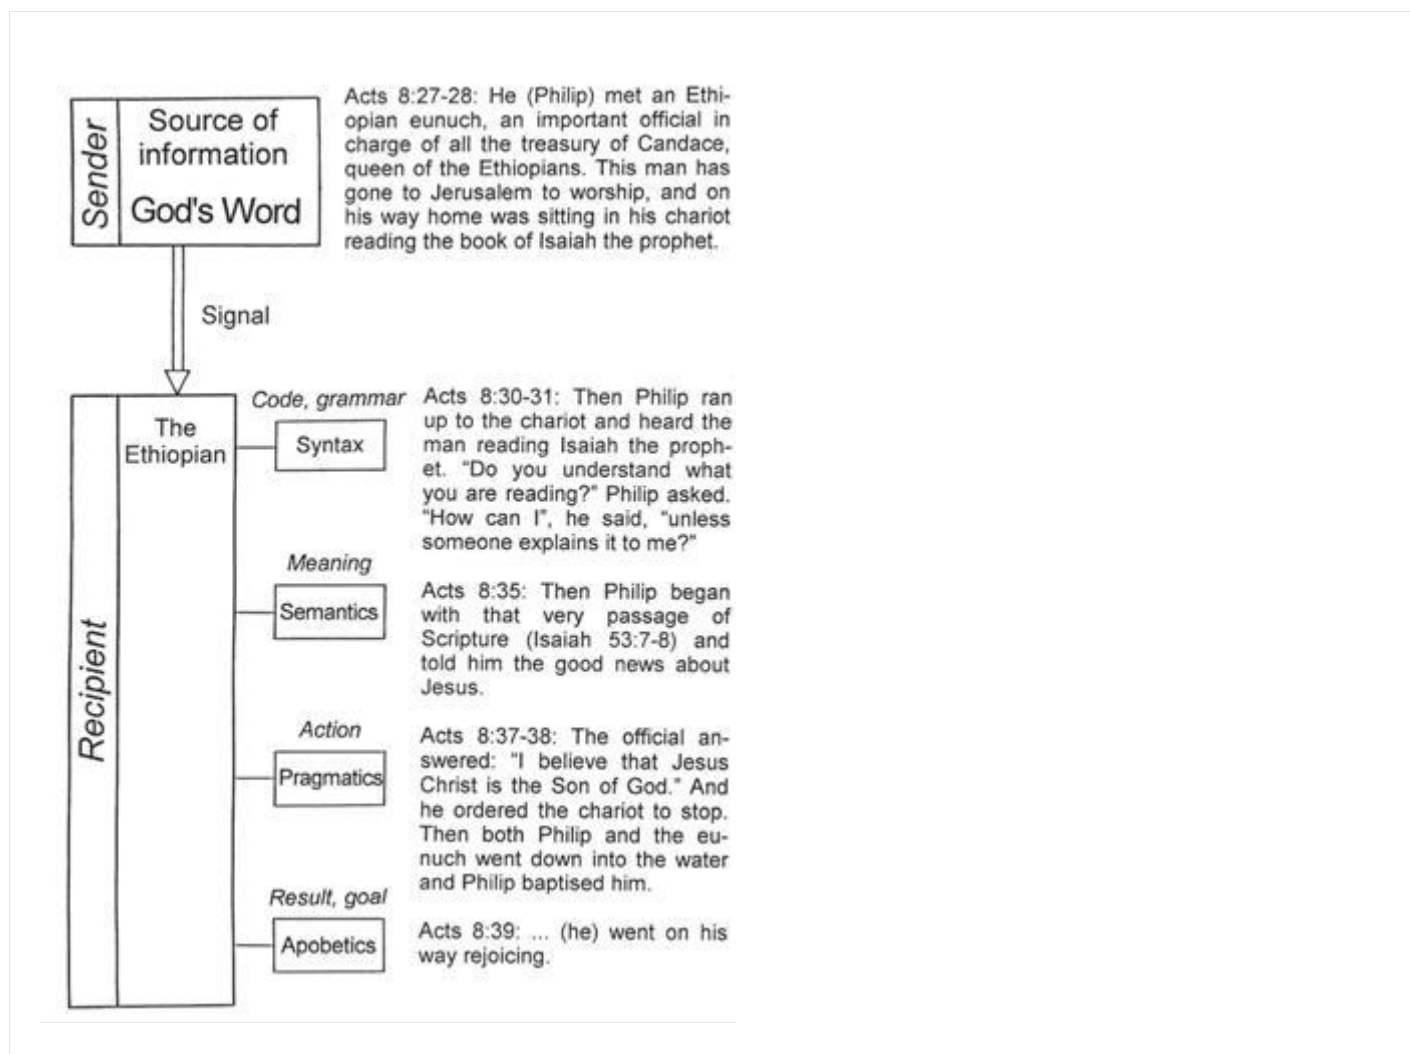 Sender
Source of
information
God's Word
Acts 8:27-28: He (Philip) met an Ethi-
opian eunuch, an important official in
charge of all the treasury of Candace,
queen of the Ethiopians. This man has
gone to Jerusalem to worship, and on
his way home was sitting in his chariot
reading the book of Isaiah the prophet.
Signal
Recipient
The
Ethiopian
Code, grammar
Syntax
Acts 8:30-31: Then Philip ran
up to the chariot and heard the
man reading Isaiah the proph-
et. “Do you understand what
you are reading?” Philip asked.
“How can I”, he said, “unless
someone explains it to me?”
Meaning
Semantics
Acts 8:35: Then Philip began
with that very passage of
Scripture (Isaiah 53:7-8) and
told him the good news about
Jesus.
Action
Pragmatics
Acts 8:37-38: The official an-
swered: “I believe that Jesus
Christ is the Son of God.” And
he ordered the chariot to stop.
Then both Philip and the eu-
nuch went down into the water
and Philip baptised him.
Result, goal
Apobetics
Acts 8:39: ... (he) went on his
way rejoicing.